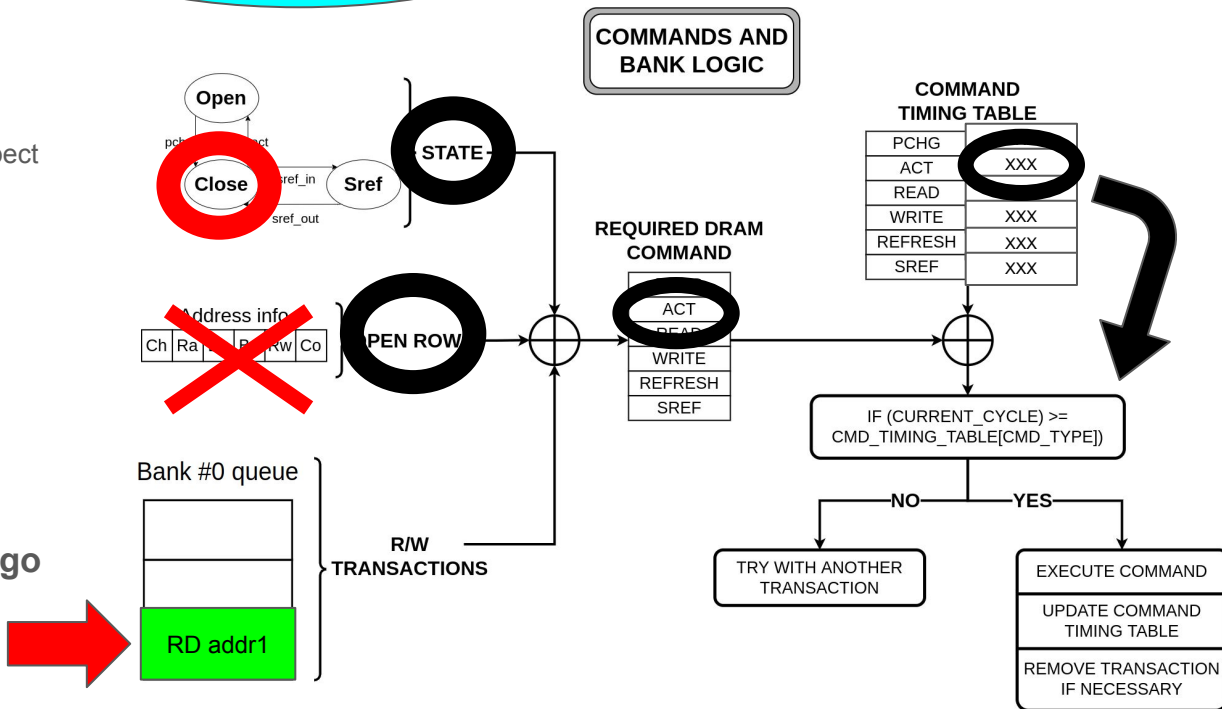 COMMANDS AND
BANK LOGIC
Open
Close
sref_in
Sref
sref_out
STATE
Address info
Ch
Ra
Rw
Co
Bank #0 queue
RD addr1
R/W
TRANSACTIONS
REQUIRED DRAM
COMMAND
ACT
READ
WRITE
REFRESH
SREF
COMMAND
TIMING TABLE
PCHG
ACT
XXX
READ
WRITE
XXX
REFRESH
XXX
SREF
XXX
IF (CURRENT_CYCLE) >=
CMD_TIMING_TABLE[CMD_TYPE])
NO
YES
TRY WITH ANOTHER
TRANSACTION
EXECUTE COMMAND
UPDATE COMMAND
TIMING TABLE
REMOVE TRANSACTION
IF NECESSARY
go